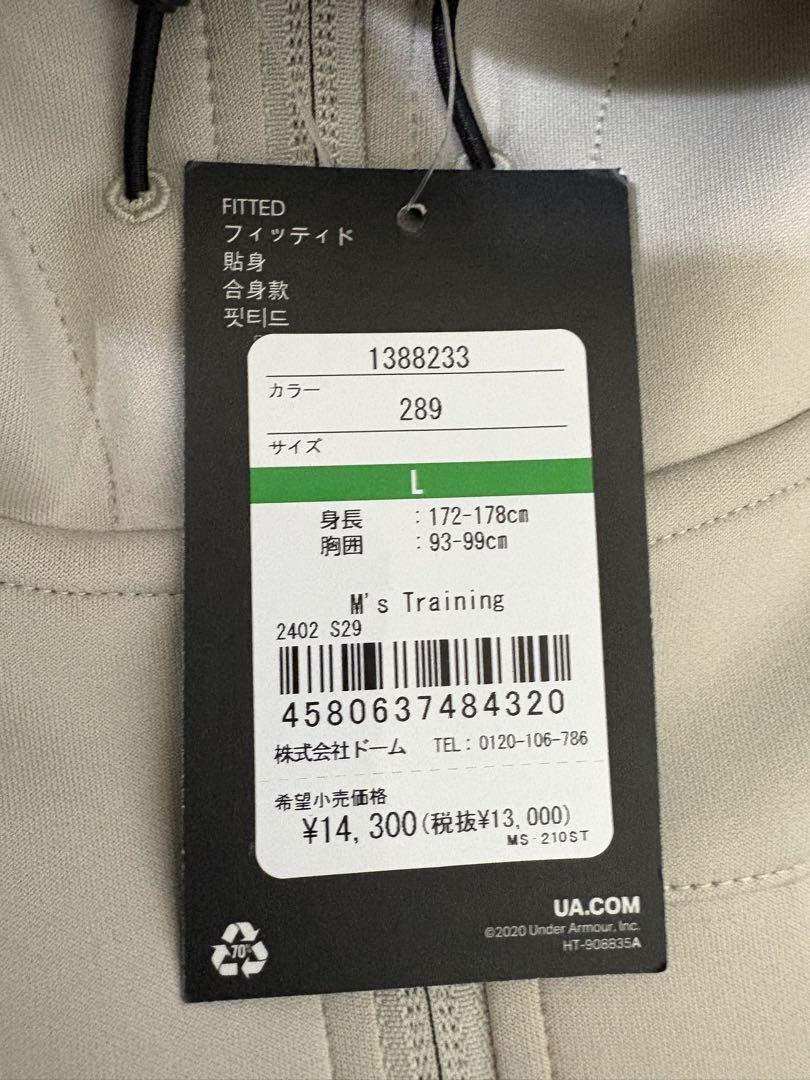 FITTED
フィッティド
貼身
合身款
핏티드
1388233
カラー
289
サイズ
L
身長 : 172-178cm
胸囲 : 93-99cm
M's Training
2402 S29
4580637484320
株式会社ドーム TEL: 0120-106-786
希望小売価格
¥14,300(税抜¥13,000)
MS-210ST
UA.COM
©2020 Under Armour, Inc.
HT-908835A
70%